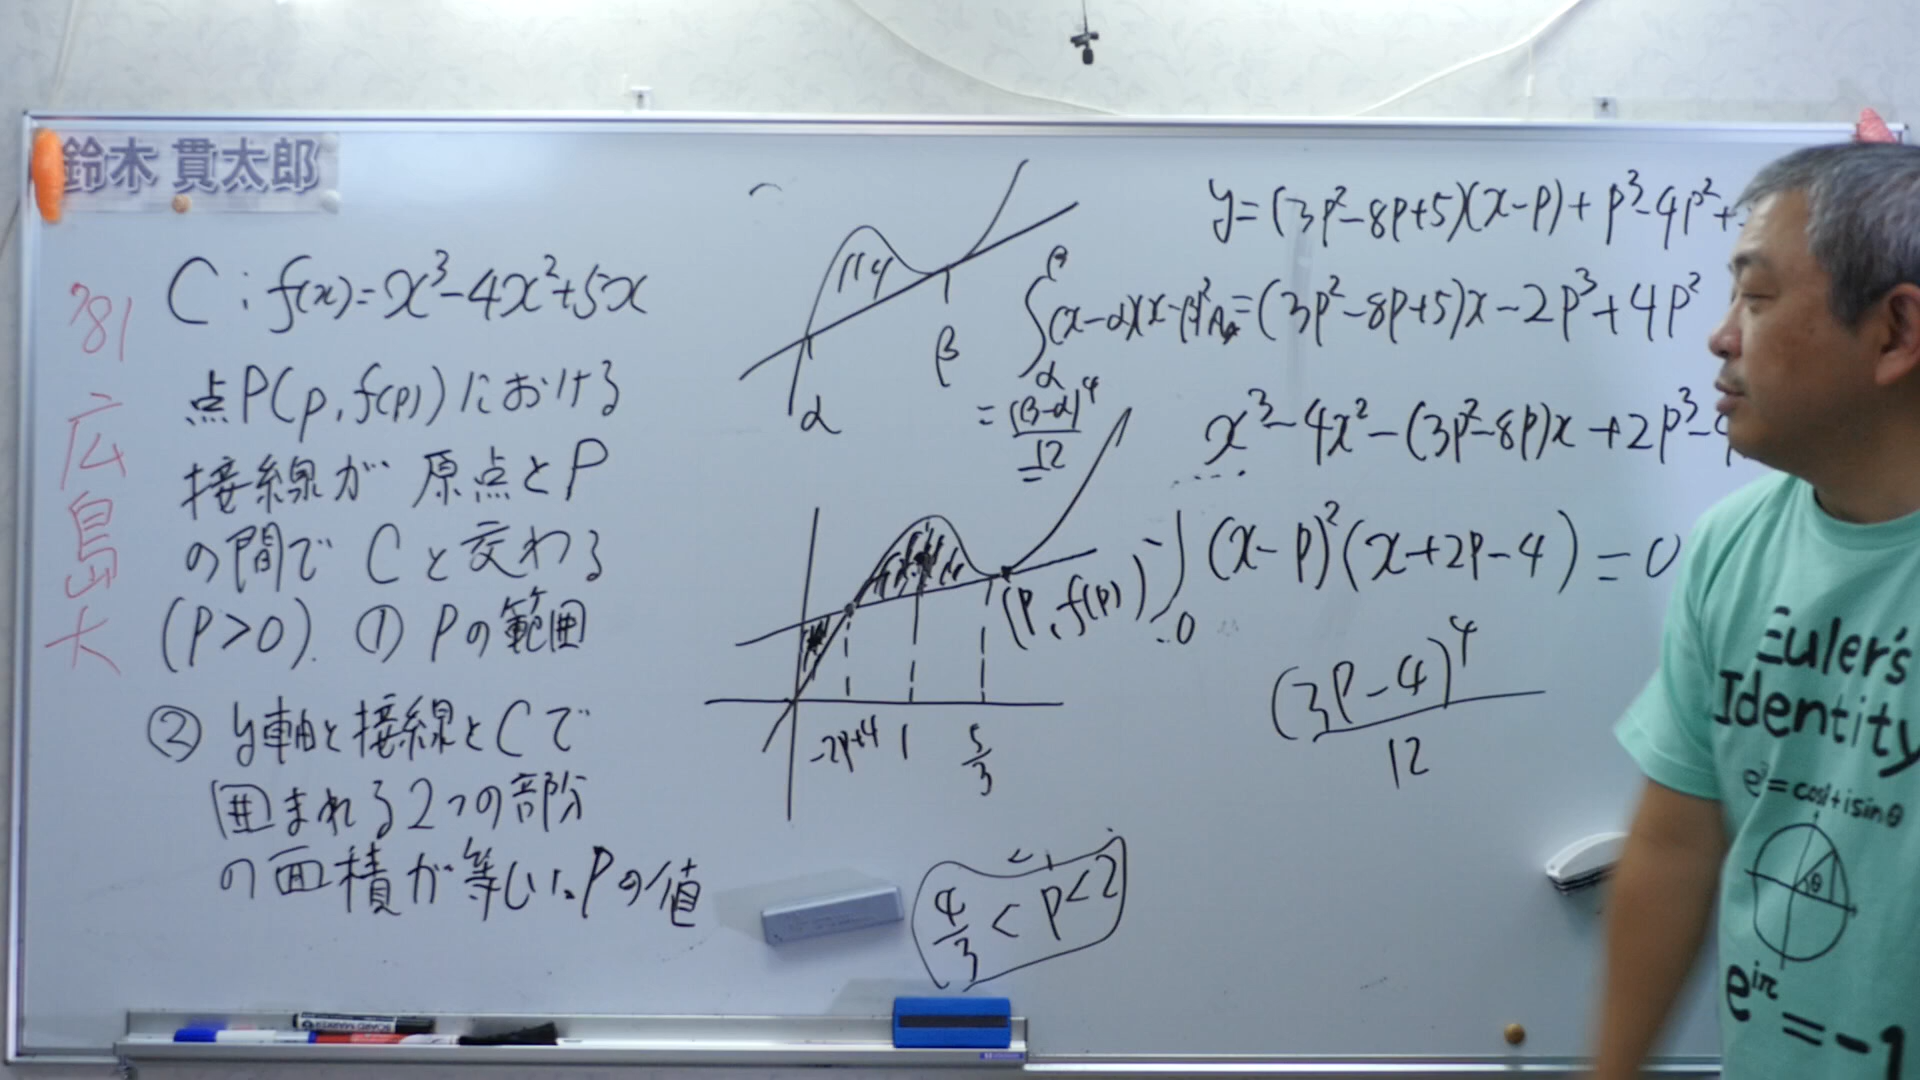 鈴木 貫太郎
'81 広島大
C : f(x)=x³-4x²+5x
点P(p, f(p))における
接線が 原点とP
の間で Cと交わる
(P>0). ① Pの範囲
② y軸と接線とCで
囲まれる2つの部分
の面積が等しい Pの値
114
α
β
∫
β
α
(x-α)(x-β)²
= (β-α)⁴
12
(p, f(p))
-2p+4
1
5
3
4
3
< p < 2
y=(3p²-8p+5)(x-p)+p³-4p²+
=(3p²-8p+5)x-2p³+4p²
x³-4x²-(3p²-8p)x+2p³-
(x-p)²(x+2p-4)=0
(3p-4)⁴
12
Euler's
Identity
=cosθ+isinθ
θ
e^iπ
=-1